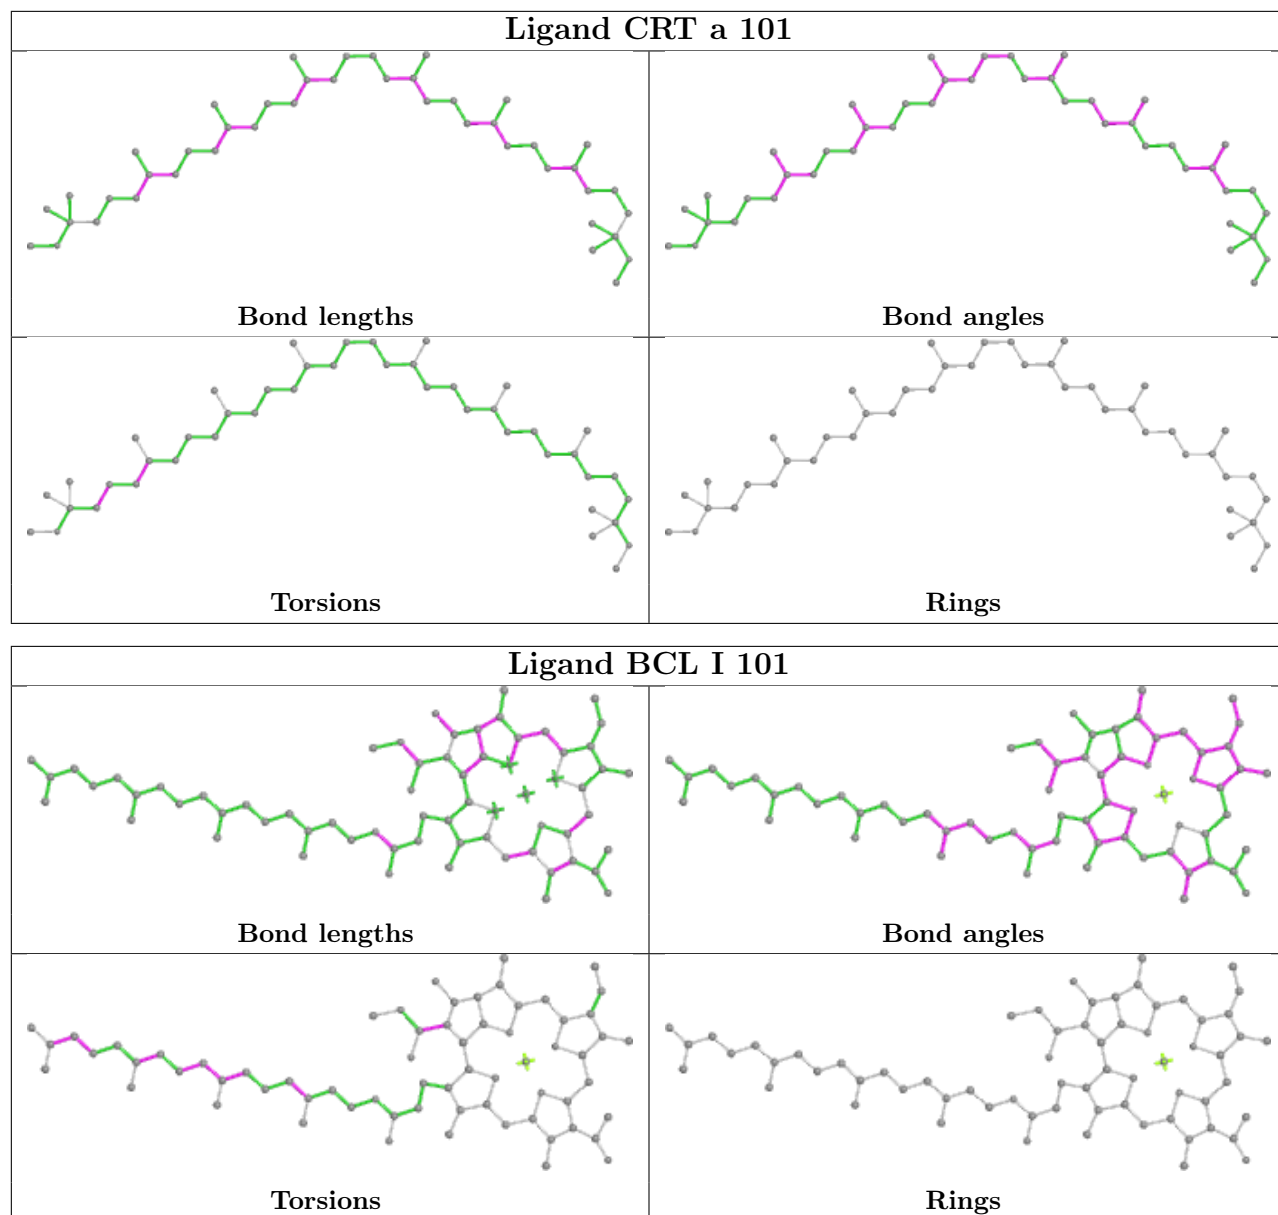 Ligand CRT a 101
Bond lengths
Bond angles
Torsions
Rings
Ligand BCL I 101
Bond lengths
Bond angles
Torsions
Rings